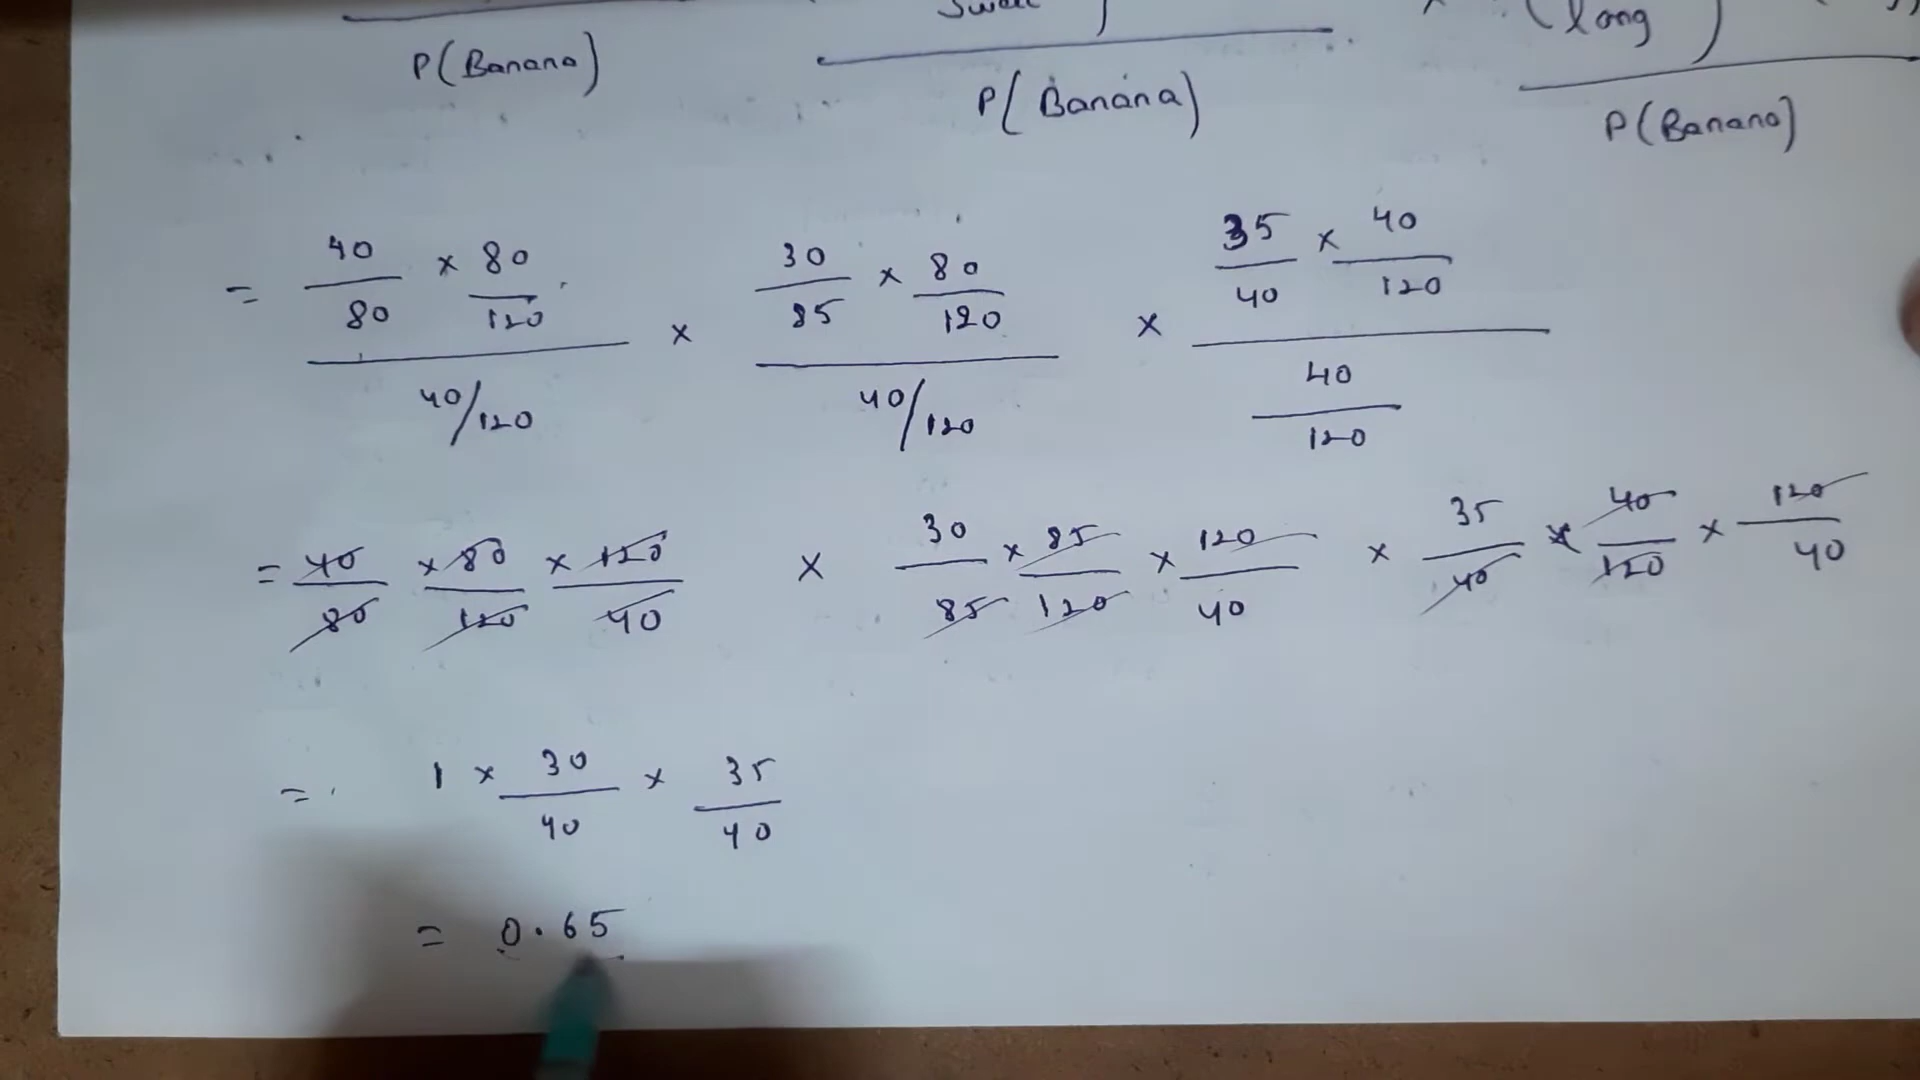 Sweet
(long)
P(Banana) P(Banana) P(Banana)
= 40/80 × 80/120 / 40/120 × 30/85 × 80/120 / 40/120 × 35/40 × 40/120 / 40/120
= 40/80 × 80/120 × 120/40 × 30/85 × 85/120 × 120/40 × 35/40 × 40/120 × 120/40
= 1 × 30/40 × 35/40
= 0.65